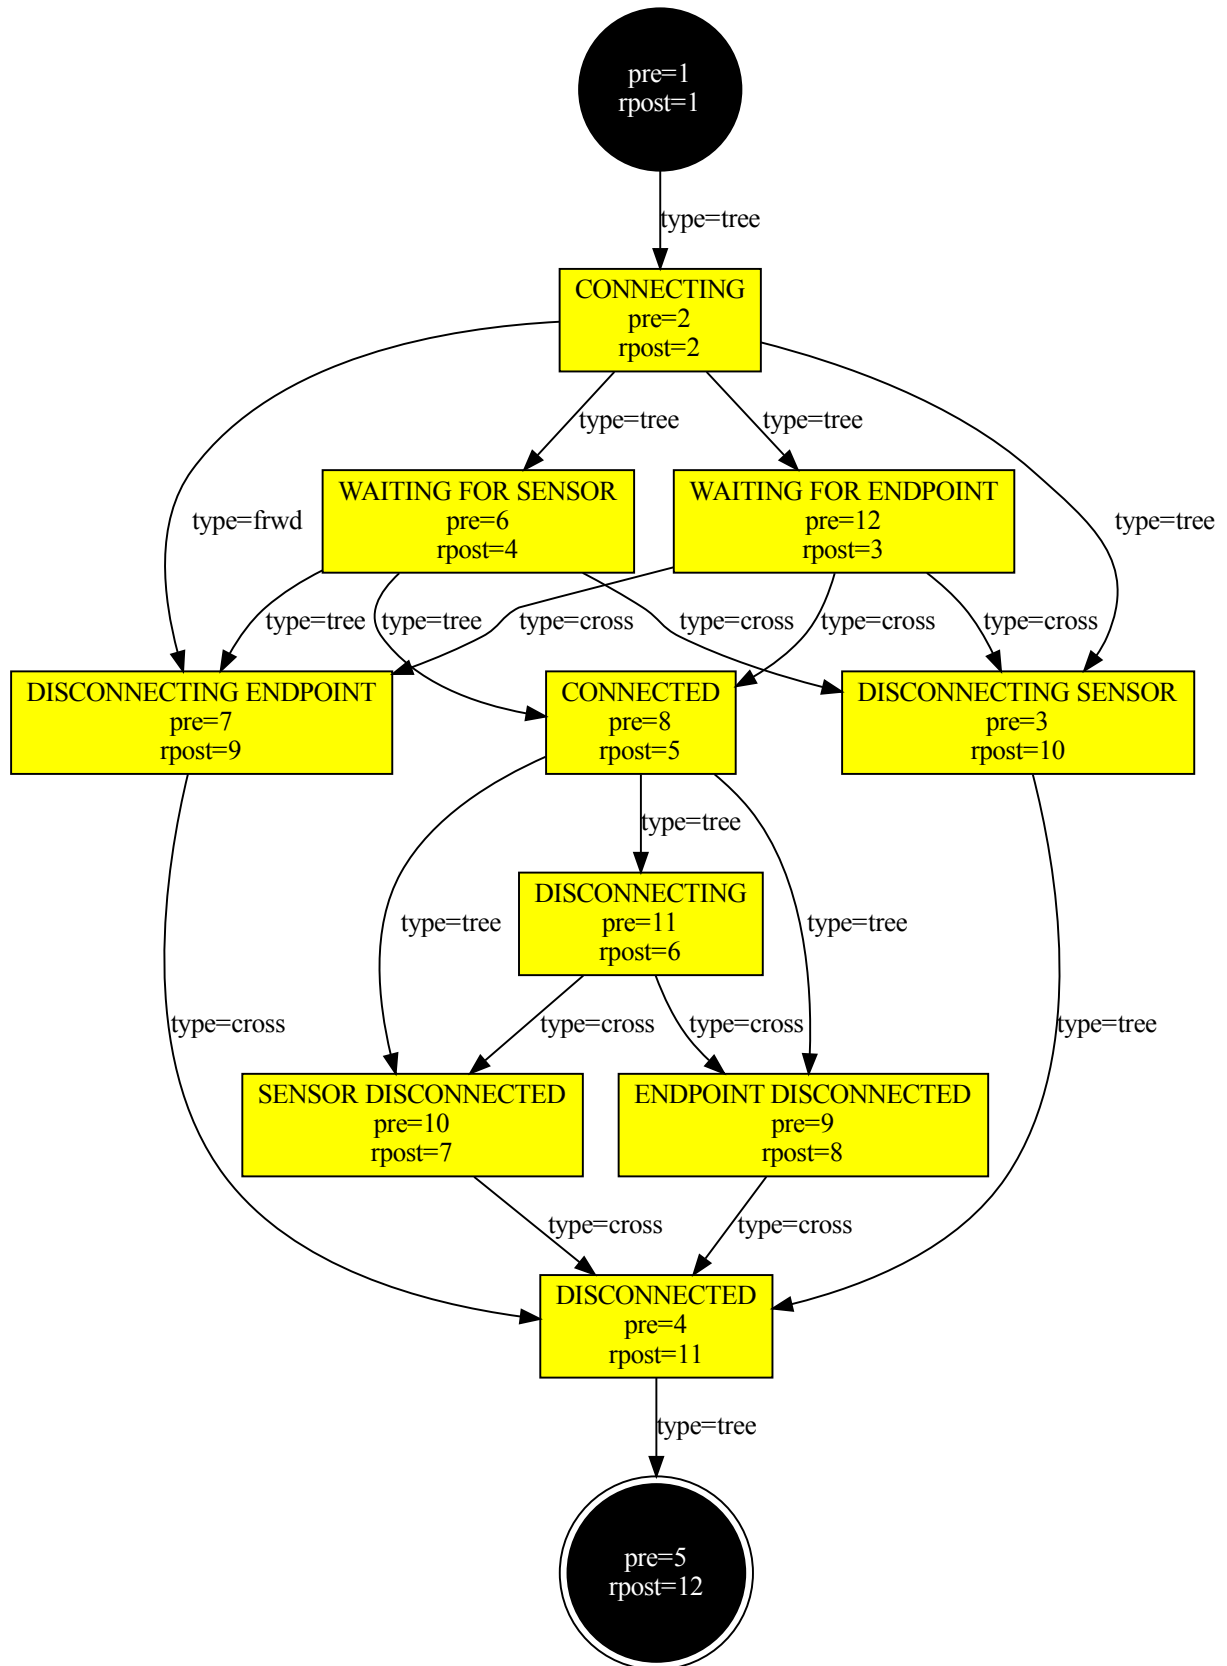 pre=1
rpost=1
type=tree
CONNECTING
pre=2
rpost=2
type=tree
type=tree
type=frwd
WAITING FOR SENSOR
pre=6
rpost=4
WAITING FOR ENDPOINT
pre=12
rpost=3
type=tree
type=tree
type=tree
type=cross
type=cross
type=cross
type=cross
DISCONNECTING ENDPOINT
pre=7
rpost=9
CONNECTED
pre=8
rpost=5
DISCONNECTING SENSOR
pre=3
rpost=10
type=tree
type=tree
DISCONNECTING
pre=11
rpost=6
type=tree
type=cross
type=cross
type=cross
type=tree
SENSOR DISCONNECTED
pre=10
rpost=7
ENDPOINT DISCONNECTED
pre=9
rpost=8
type=cross
type=cross
DISCONNECTED
pre=4
rpost=11
type=tree
pre=5
rpost=12